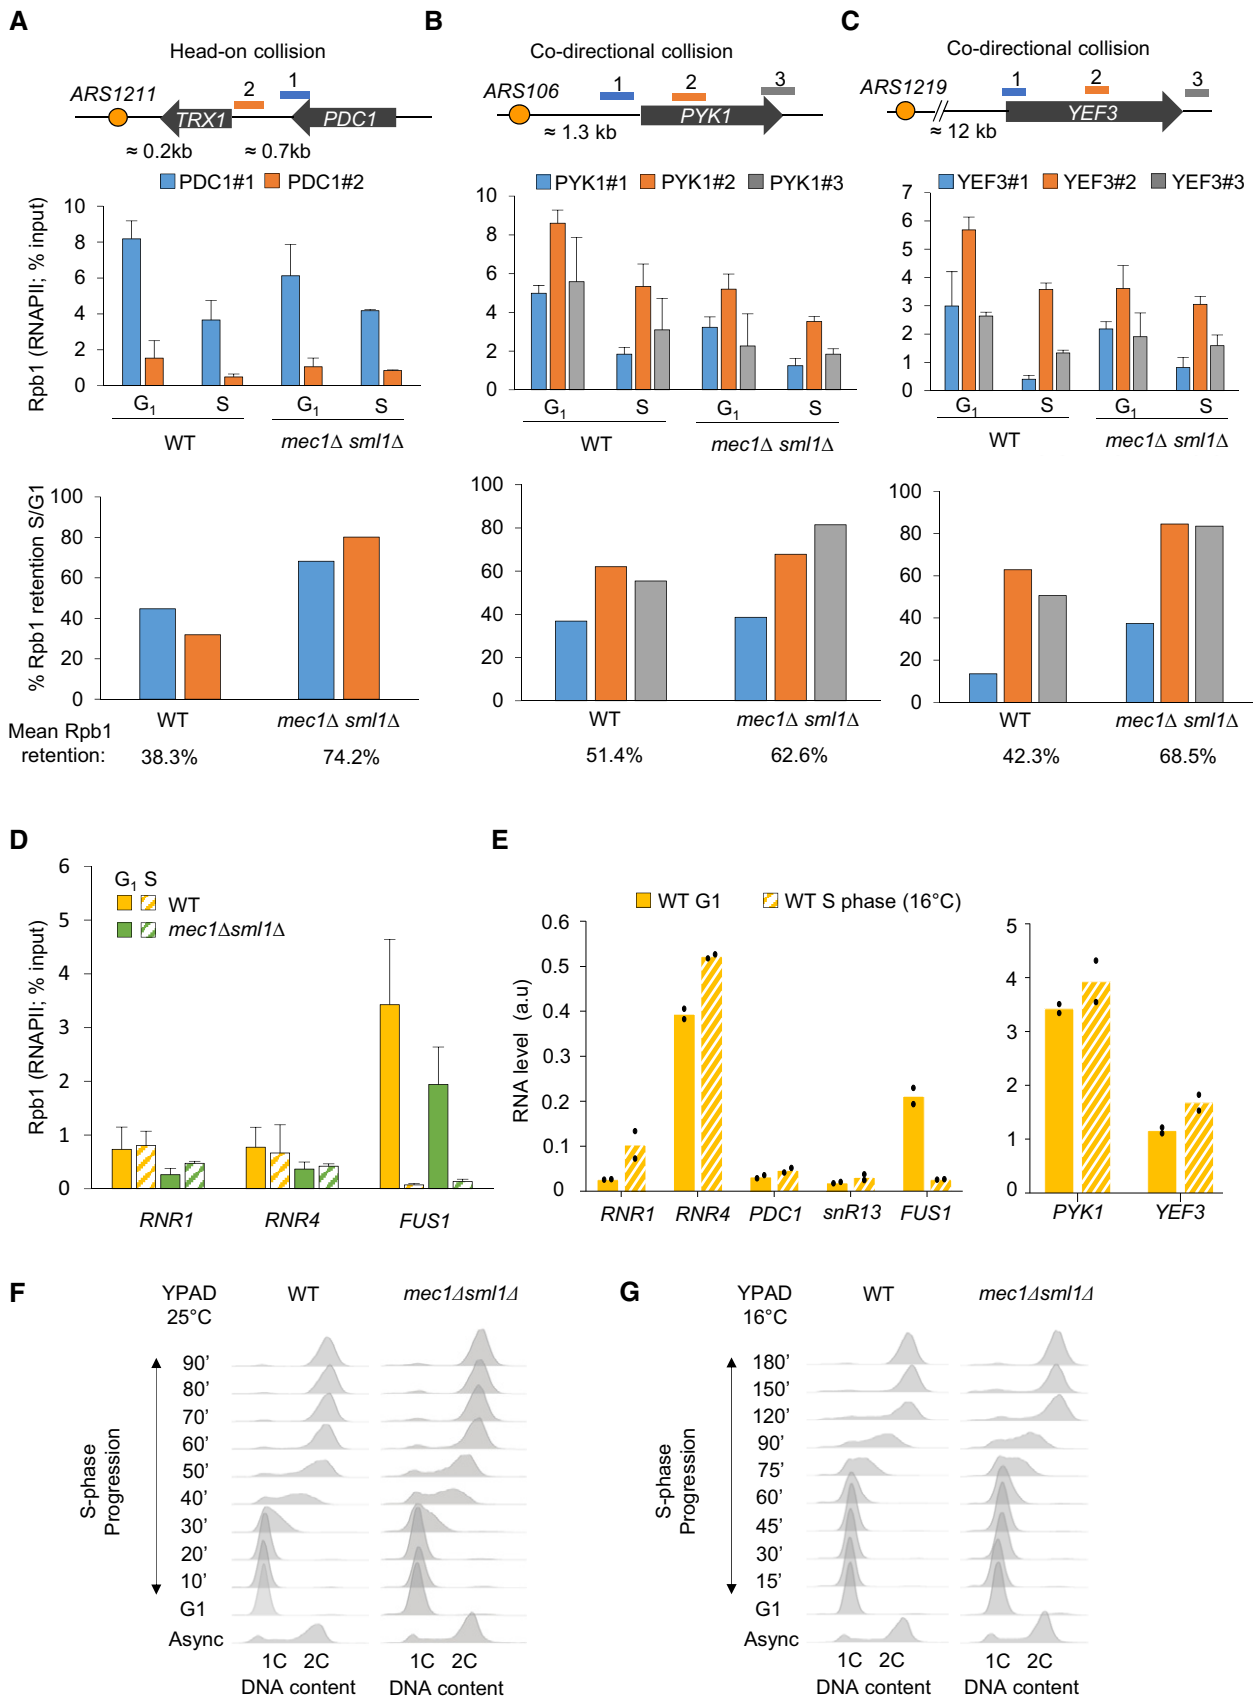 A
Head-on collision
ARS1211
2
1
TRX1
PDC1
≈ 0.2kb
≈ 0.7kb
PDC1#1 PDC1#2
Rpb1 (RNAPII; % input)
10
8
6
4
2
0
G1 S G1 S
WT mec1Δ sml1Δ
% Rpb1 retention S/G1
100
80
60
40
20
0
WT mec1Δ sml1Δ
Mean Rpb1 retention:
38.3% 74.2%
B
Co-directional collision
ARS106
1
2
3
PYK1
≈ 1.3 kb
PYK1#1 PYK1#2 PYK1#3
10
8
6
4
2
0
G1 S G1 S
WT mec1Δ sml1Δ
100
80
60
40
20
0
WT mec1Δ sml1Δ
51.4% 62.6%
C
Co-directional collision
ARS1219
1
2
3
YEF3
≈ 12 kb
YEF3#1 YEF3#2 YEF3#3
7
6
5
4
3
2
1
0
G1 S G1 S
WT mec1Δ sml1Δ
100
80
60
40
20
0
WT mec1Δ sml1Δ
42.3% 68.5%
D
G1 S
WT
mec1Δsml1Δ
Rpb1 (RNAPII; % input)
6
5
4
3
2
1
0
RNR1 RNR4 FUS1
E
WT G1 WT S phase (16°C)
RNA level (a.u)
0.6
0.5
0.4
0.3
0.2
0.1
0
RNR1 RNR4 PDC1 snR13 FUS1
5
4
3
2
1
0
PYK1 YEF3
F
YPAD
25°C
WT mec1Δsml1Δ
S-phase
Progression
90’
80’
70’
60’
50’
40’
30’
20’
10’
G1
Async
1C 2C 1C 2C
DNA content DNA content
G
YPAD
16°C
WT mec1Δsml1Δ
S-phase
Progression
180’
150’
120’
90’
75’
60’
45’
30’
15’
G1
Async
1C 2C 1C 2C
DNA content DNA content